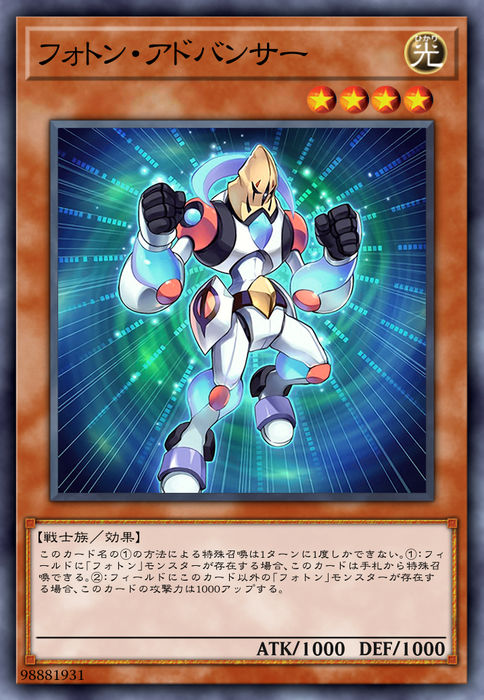 フォトン・アドバンサー
光
【戦士族／効果】
このカード名の①の方法による特殊召喚は1ターンに1度しかできない。①：フィ
ールドに「フォトン」モンスターが存在する場合、このカードは手札から特殊召
喚できる。②：フィールドにこのカード以外の「フォトン」モンスターが存在す
る場合、このカードの攻撃力は1000アップする。
ATK/1000 DEF/1000
98881931